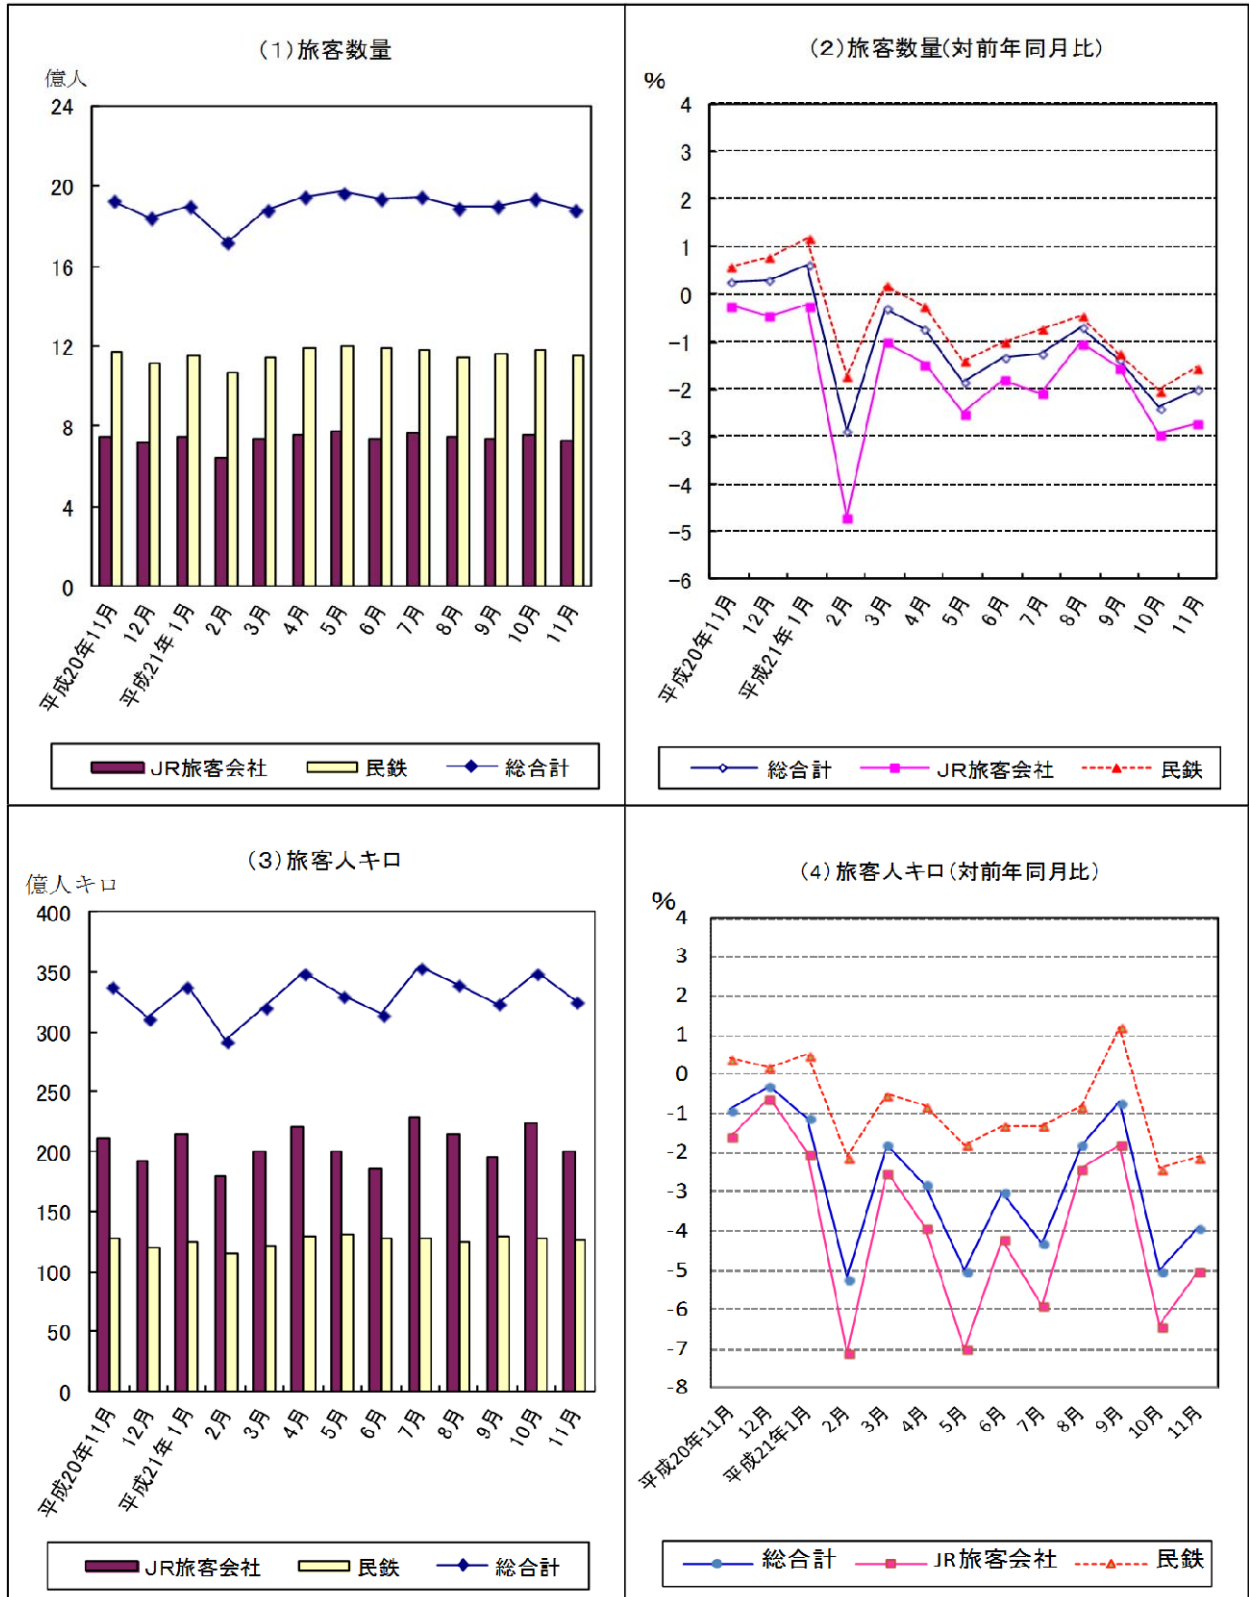 (1)旅客数量
億人
24
20
16
12
8
4
0
平成20年11月
12月
平成21年 1月
2月
3月
4月
5月
6月
7月
8月
9月
10月
11月
JR旅客会社 民鉄 総合計
(2)旅客数量(対前年同月比)
%
4
3
2
1
0
−1
−2
−3
−4
−5
−6
平成20年11月
12月
平成21年 1月
2月
3月
4月
5月
6月
7月
8月
9月
10月
11月
総合計 JR旅客会社 民鉄
(3)旅客人キロ
億人キロ
400
350
300
250
200
150
100
50
0
平成20年11月
12月
平成21年 1月
2月
3月
4月
5月
6月
7月
8月
9月
10月
11月
JR旅客会社 民鉄 総合計
(4)旅客人キロ(対前年同月比)
%
4
3
2
1
0
-1
-2
-3
-4
-5
-6
-7
-8
平成20年11月
12月
平成21年1月
2月
3月
4月
5月
6月
7月
8月
9月
10月
11月
総合計 JR旅客会社 民鉄